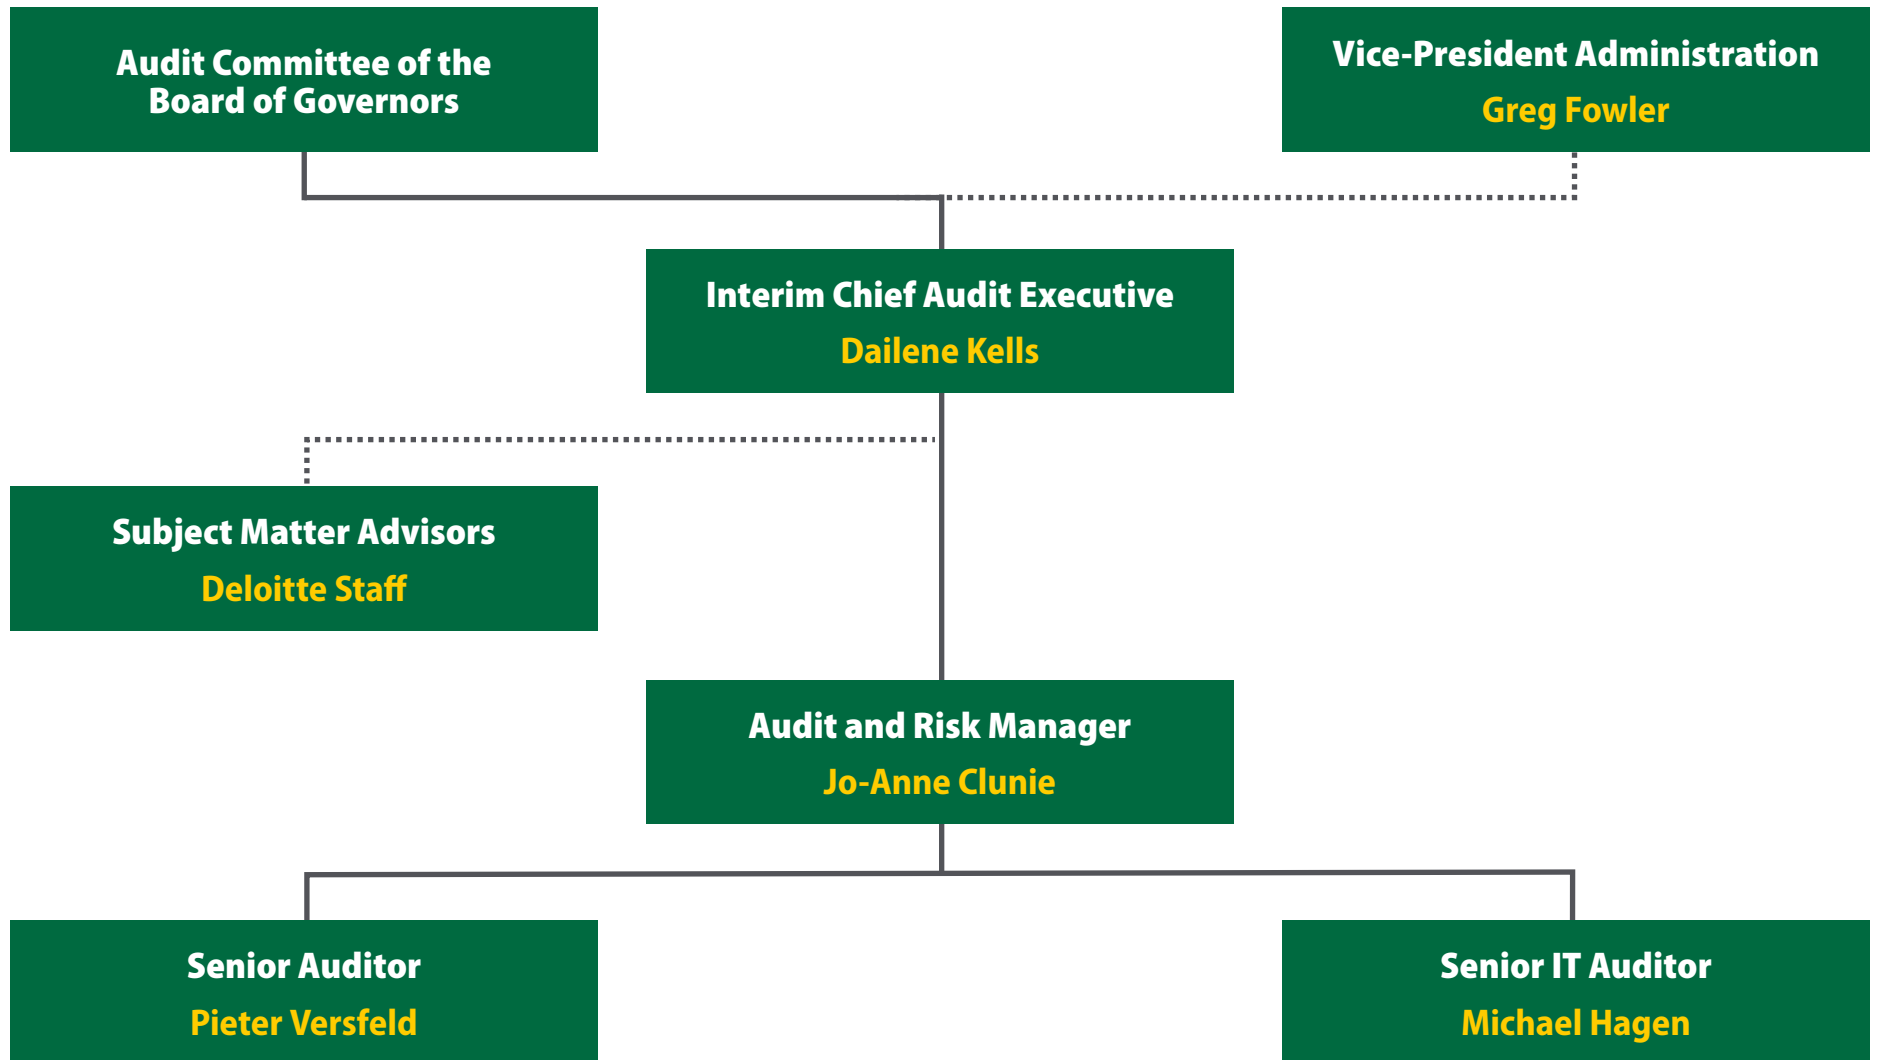 Audit Committee of the
Board of Governors
Vice-President Administration
Greg Fowler
Interim Chief Audit Executive
Dailene Kells
Subject Matter Advisors
Deloitte Staff
Audit and Risk Manager
Jo-Anne Clunie
Senior Auditor
Pieter Versfeld
Senior IT Auditor
Michael Hagen